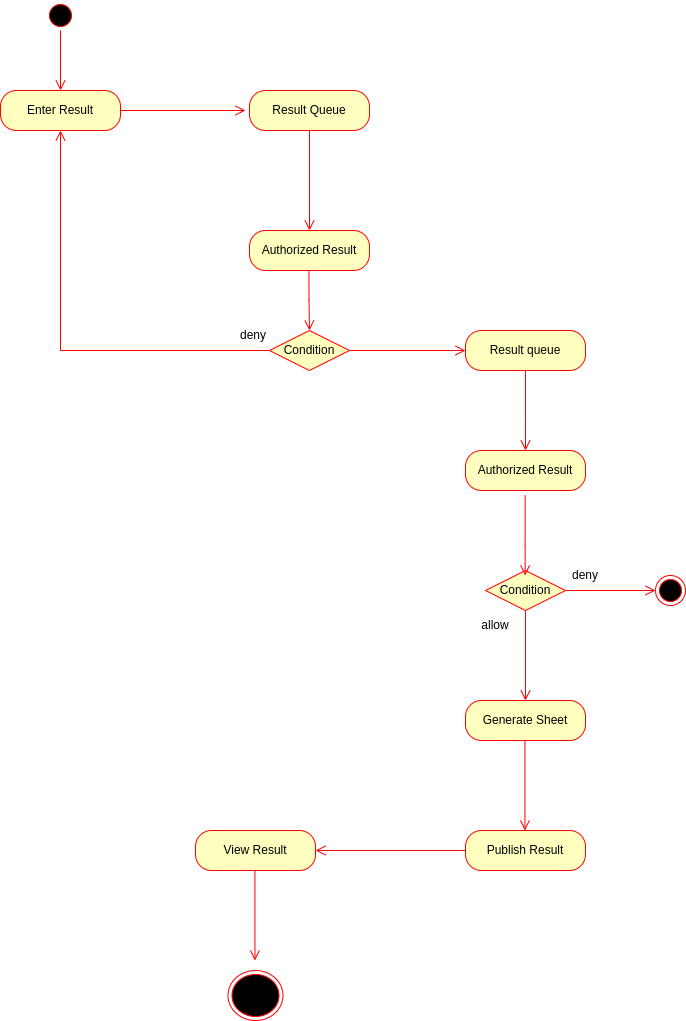 Enter Result
Result Queue
Authorized Result
deny
Condition
Result queue
Authorized Result
deny
Condition
allow
Generate Sheet
View Result
Publish Result